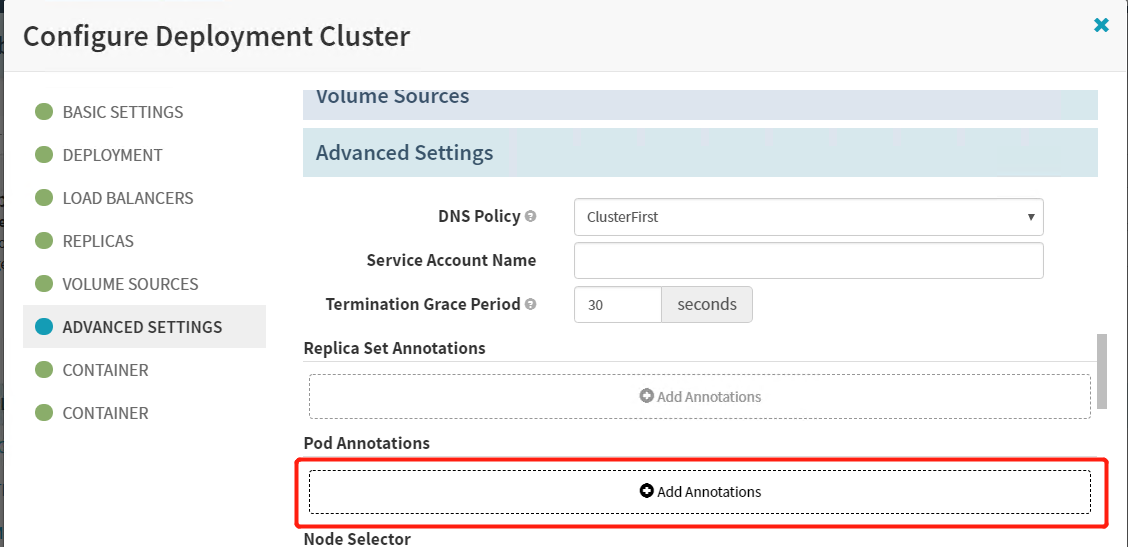 Configure Deployment Cluster
BASIC SETTINGS
DEPLOYMENT
LOAD BALANCERS
REPLICAS
VOLUME SOURCES
ADVANCED SETTINGS
CONTAINER
CONTAINER
Volume Sources
Advanced Settings
DNS Policy
ClusterFirst
Service Account Name
Termination Grace Period
30 seconds
Replica Set Annotations
Add Annotations
Pod Annotations
Add Annotations
Node Selector